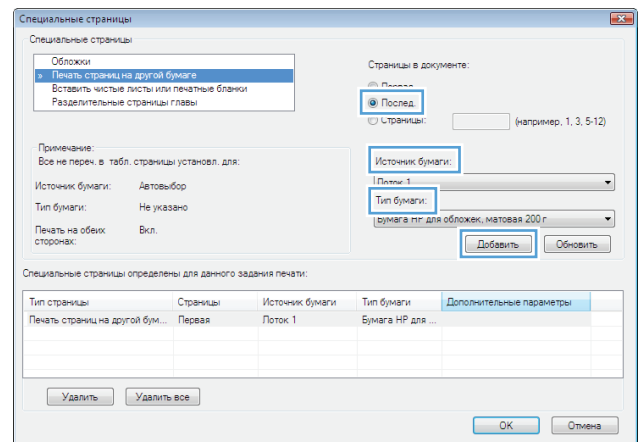 Специальные страницы
Специальные страницы
Обложки
» Печать страниц на другой бумаге
Вставить чистые листы или печатные бланки
Разделительные страницы главы
Страницы в документе:
Первая
Послед.
Страницы: (например, 1, 3, 5-12)
Примечание:
Все не переч. в табл. страницы установл. для:
Источник бумаги: Автовыбор
Тип бумаги: Не указано
Печать на обеих сторонах: Вкл.
Источник бумаги:
Лоток 1
Тип бумаги:
Бумага HP для обложек, матовая 200 г
Добавить Обновить
Специальные страницы определены для данного задания печати:
Тип страницы Страницы Источник бумаги Тип бумаги Дополнительные параметры
Печать страниц на другой бум... Первая Лоток 1 Бумага HP для ...
Удалить Удалить все
OK Отмена